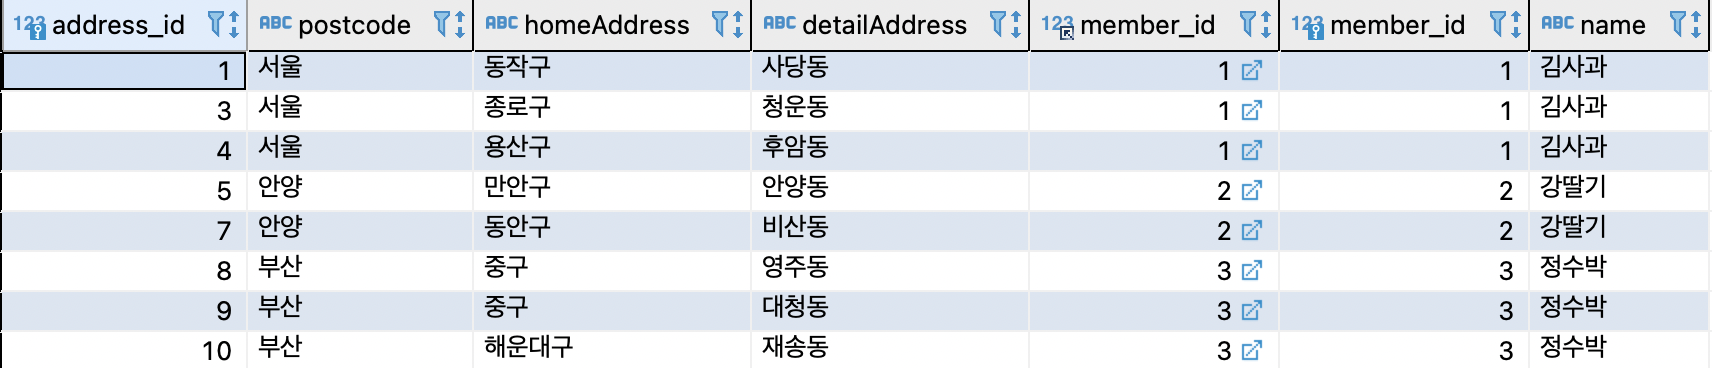 123 address_id ABC postcode ABC homeAddress ABC detailAddress 123 member_id 123 member_id ABC name
1 서울 동작구 사당동 1 1 김사과
3 서울 종로구 청운동 1 1 김사과
4 서울 용산구 후암동 1 1 김사과
5 안양 만안구 안양동 2 2 강딸기
7 안양 동안구 비산동 2 2 강딸기
8 부산 중구 영주동 3 3 정수박
9 부산 중구 대청동 3 3 정수박
10 부산 해운대구 재송동 3 3 정수박